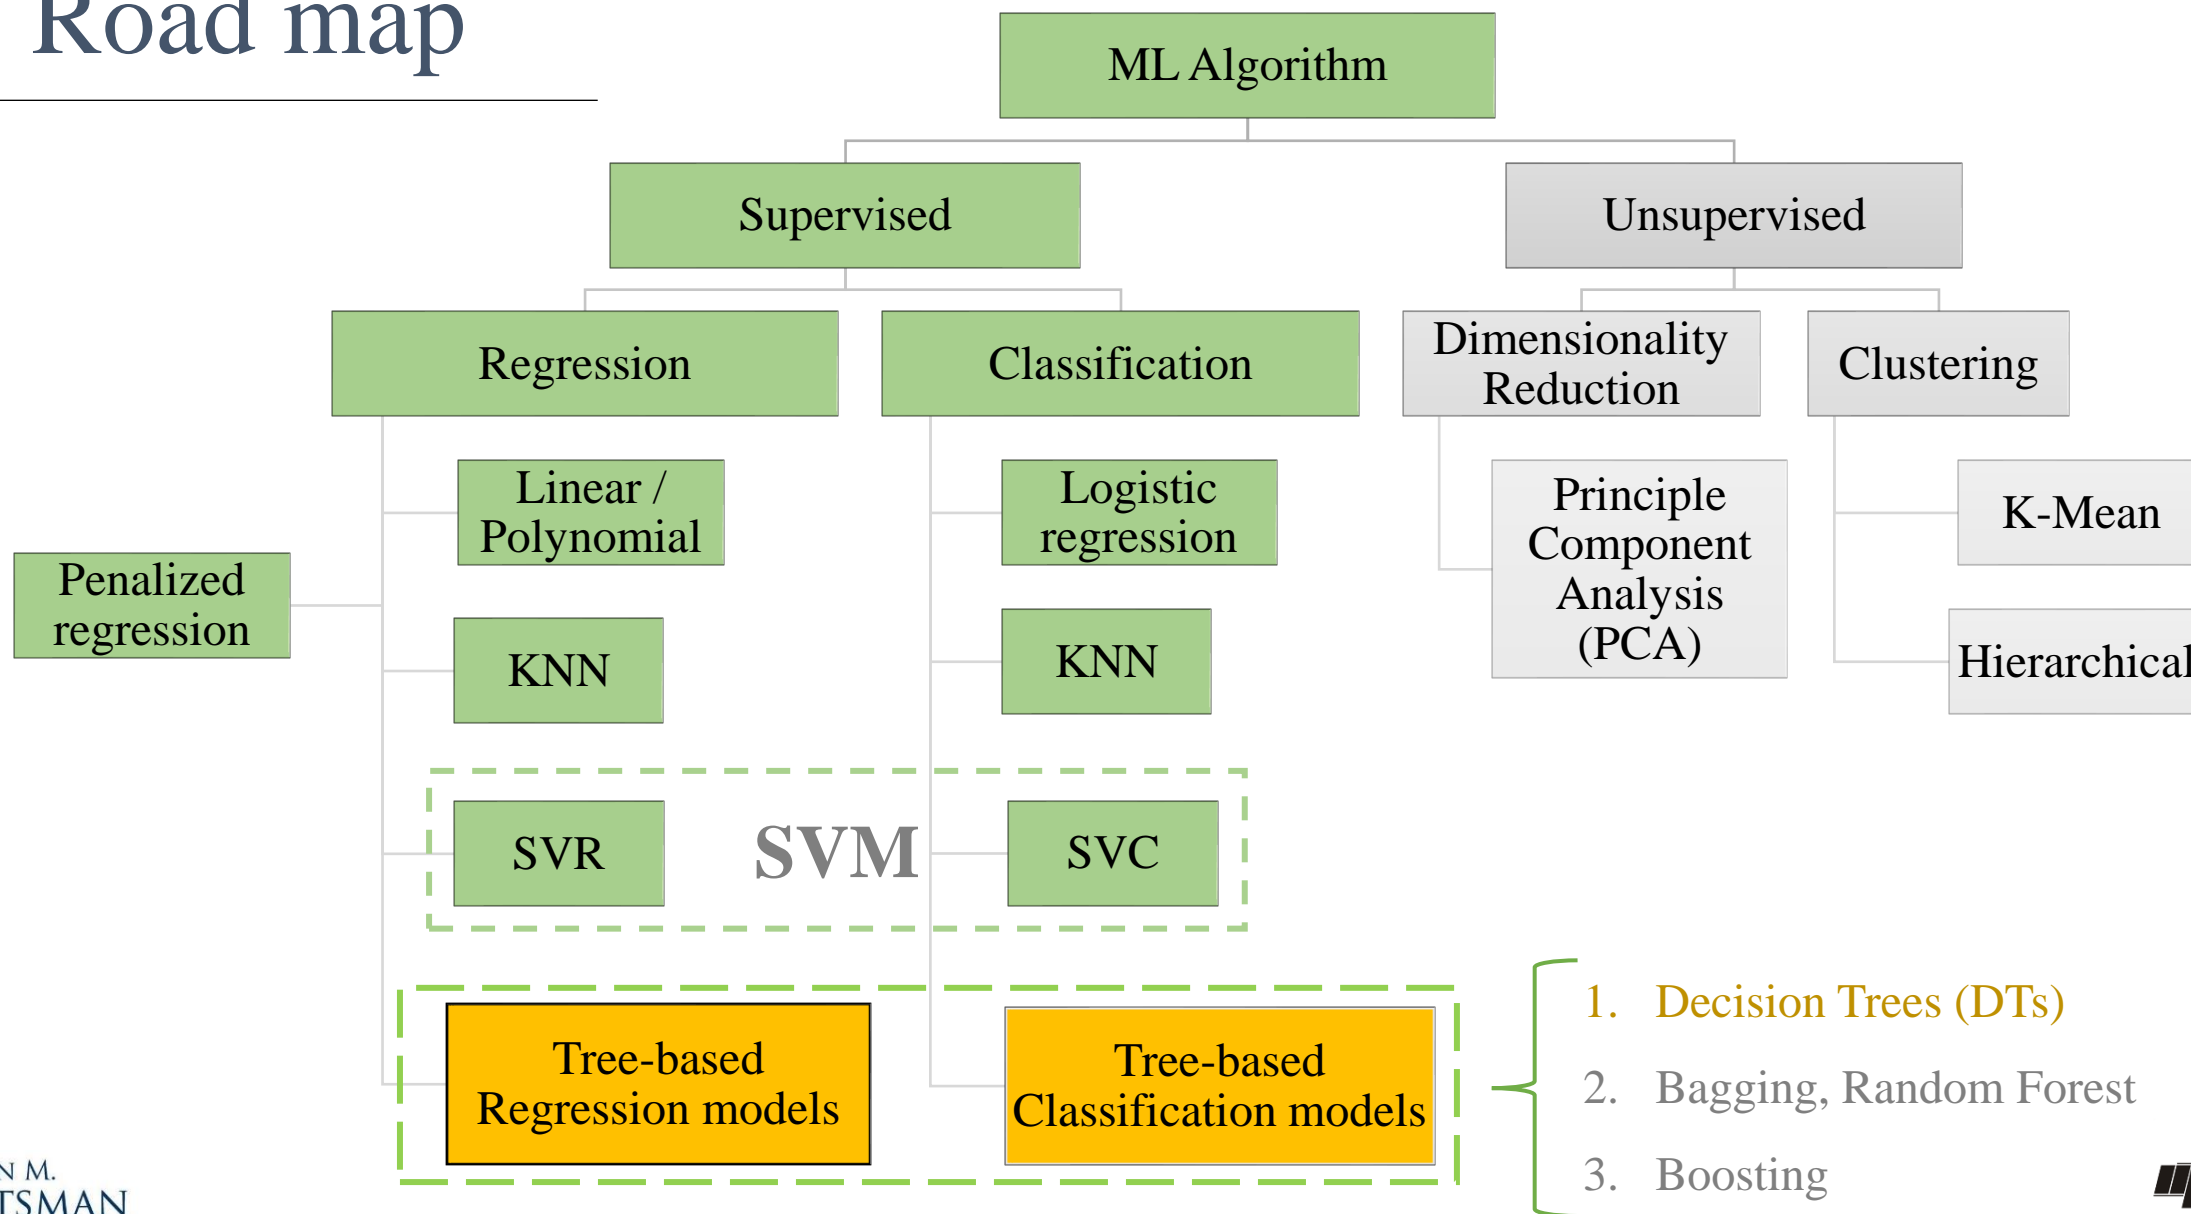 Road map
ML Algorithm
Supervised
Unsupervised
Regression
Classification
Dimensionality
Reduction
Clustering
Linear /
Polynomial
Logistic
regression
Principle
Component
Analysis
(PCA)
K-Mean
Penalized
regression
KNN
KNN
Hierarchical
SVR
SVM
SVC
Tree-based
Regression models
Tree-based
Classification models
1. Decision Trees (DTs)
2. Bagging, Random Forest
3. Boosting
N M.
TSMAN